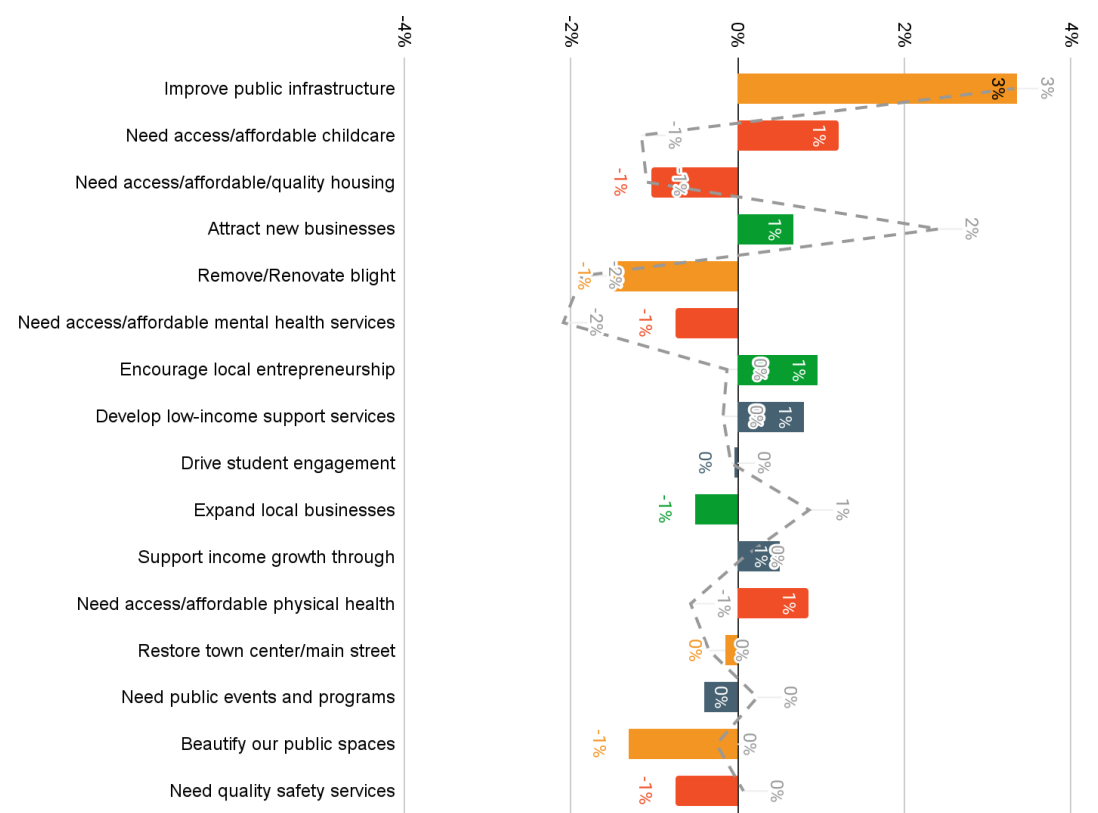 -4%
-2%
0%
2%
4%
Improve public infrastructure 3% 3%
Need access/affordable childcare -1% 1%
Need access/affordable/quality housing -1% -1%
Attract new businesses 1% 2%
Remove/Renovate blight -1% -2%
Need access/affordable mental health services -2% -1%
Encourage local entrepreneurship 0% 1%
Develop low-income support services 0% 1%
Drive student engagement 0% 0%
Expand local businesses -1% 1%
Support income growth through 1% 0%
Need access/affordable physical health -1% 1%
Restore town center/main street 0% 0%
Need public events and programs 0% 0%
Beautify our public spaces -1% 0%
Need quality safety services -1% 0%